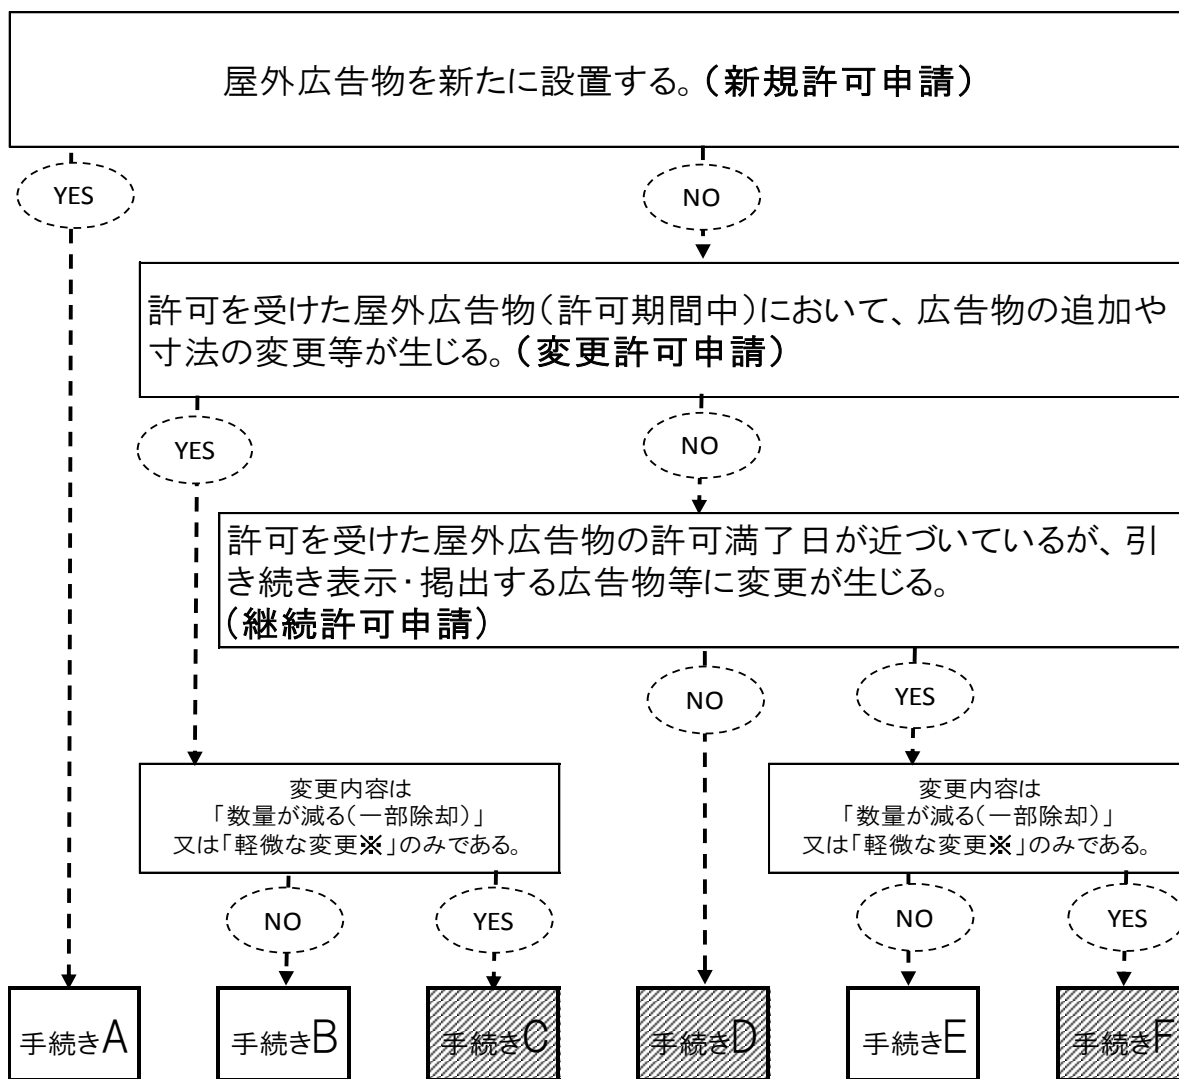 屋外広告物を新たに設置する。(新規許可申請)
YES
NO
許可を受けた屋外広告物(許可期間中)において、広告物の追加や
寸法の変更等が生じる。(変更許可申請)
YES
NO
許可を受けた屋外広告物の許可満了日が近づいているが、引
き続き表示・掲出する広告物等に変更が生じる。
(継続許可申請)
NO
YES
変更内容は
「数量が減る(一部除却)」
又は「軽微な変更※」のみである。
変更内容は
「数量が減る(一部除却)」
又は「軽微な変更※」のみである。
NO
YES
NO
YES
手続きA
手続きB
手続きC
手続きD
手続きE
手続きF